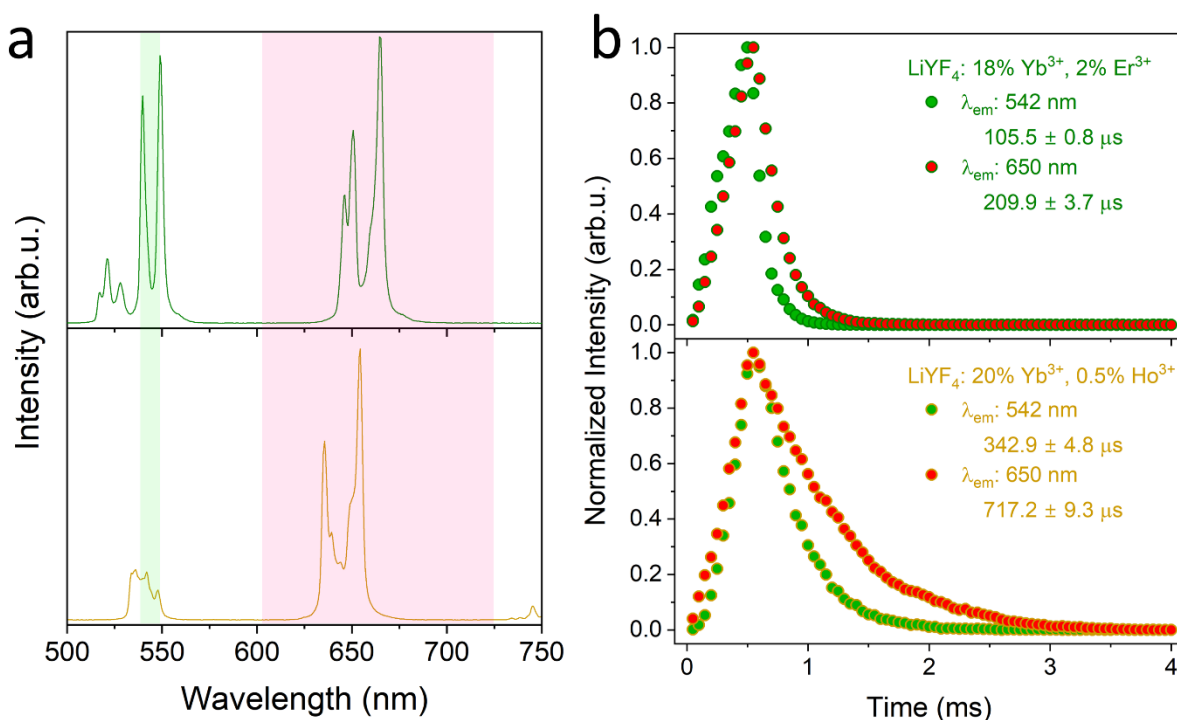 a
Intensity (arb.u.)
500
550
600
650
700
750
Wavelength (nm)
b
Normalized Intensity (arb.u.)
1.0
0.8
0.6
0.4
0.2
0.0
LiYF₄: 18% Yb³⁺, 2% Er³⁺
λem: 542 nm
105.5 ± 0.8 μs
λem: 650 nm
209.9 ± 3.7 μs
1.0
0.8
0.6
0.4
0.2
0.0
LiYF₄: 20% Yb³⁺, 0.5% Ho³⁺
λem: 542 nm
342.9 ± 4.8 μs
λem: 650 nm
717.2 ± 9.3 μs
0
1
2
3
4
Time (ms)